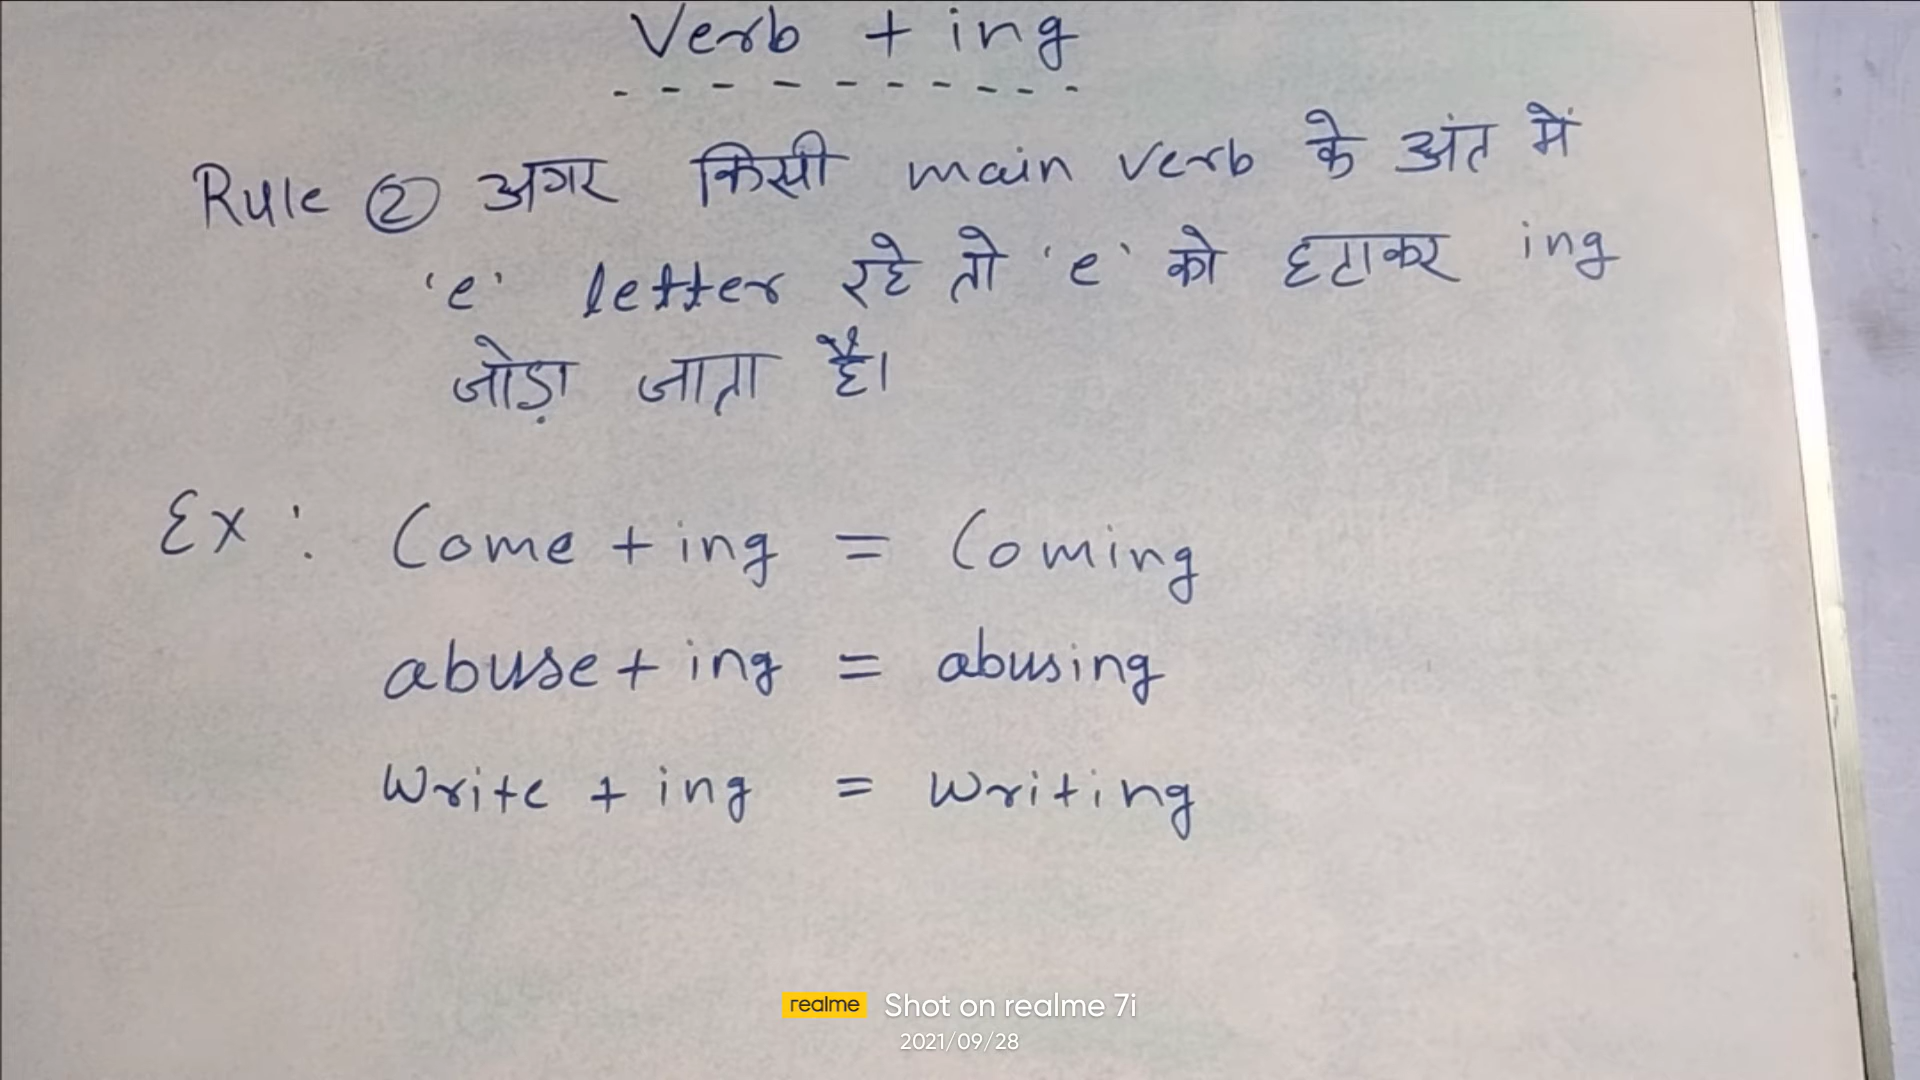 Verb + ing
Rule ② अगर किसी main verb के अंत में
'e' letter रहे तो 'e' को हटाकर ing
जोड़ा जाता है।
Ex : Come + ing = Coming
abuse + ing = abusing
Write + ing = writing
realme Shot on realme 7i
2021/09/28